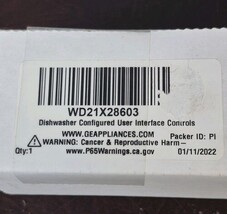 WD21X28603
Dishwasher Configured User Interface Controls
WWW.GEAPPLIANCES.COM Packer ID: PI
WARNING: Cancer & Reproductive Harm-
Qty:1 www.P65Warnings.ca.gov 01/11/2022